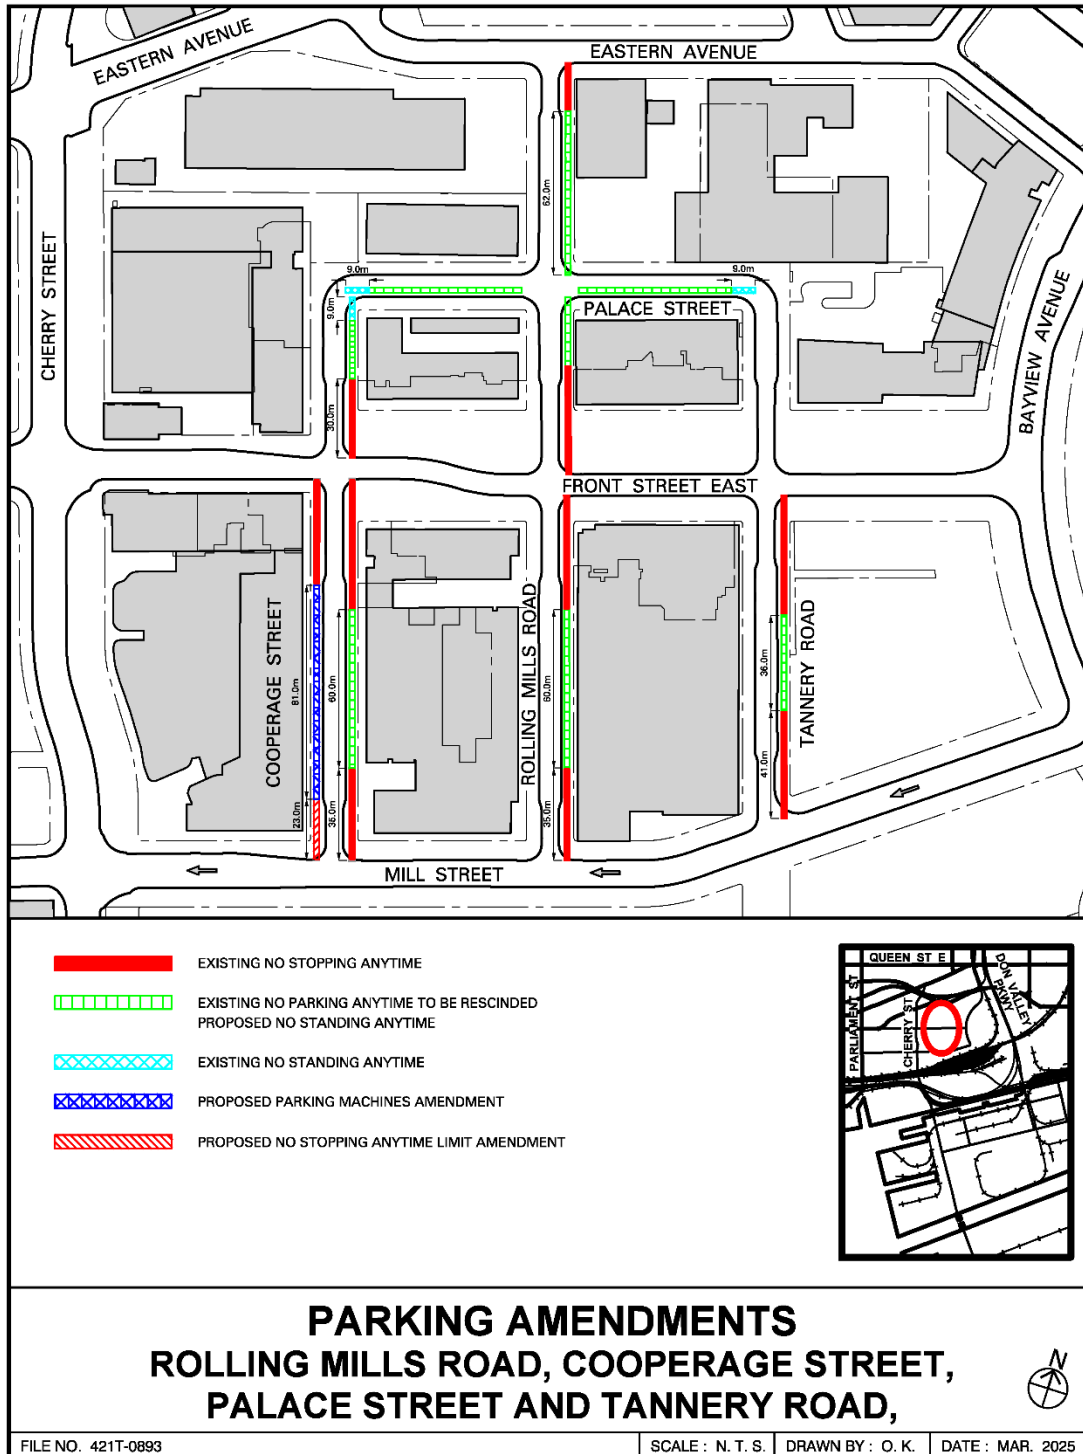 EASTERN AVENUE
EASTERN AVENUE
62.0m
9.0m
9.0m
9.0m
PALACE STREET
CHERRY STREET
BAYVIEW AVENUE
30.0m
FRONT STREET EAST
COOPERAGE STREET
81.0m
60.0m
ROLLING MILLS ROAD
60.0m
36.0m
TANNERY ROAD
41.0m
23.0m
35.0m
35.0m
MILL STREET
EXISTING NO STOPPING ANYTIME
EXISTING NO PARKING ANYTIME TO BE RESCINDED
PROPOSED NO STANDING ANYTIME
EXISTING NO STANDING ANYTIME
PROPOSED PARKING MACHINES AMENDMENT
PROPOSED NO STOPPING ANYTIME LIMIT AMENDMENT
QUEEN ST E
PARLIAMENT ST
CHERRY ST
DON VALLEY
PKWY
PARKING AMENDMENTS
ROLLING MILLS ROAD, COOPERAGE STREET,
PALACE STREET AND TANNERY ROAD,
N
FILE NO. 421T-0893
SCALE : N. T. S.
DRAWN BY : O. K.
DATE : MAR. 2025